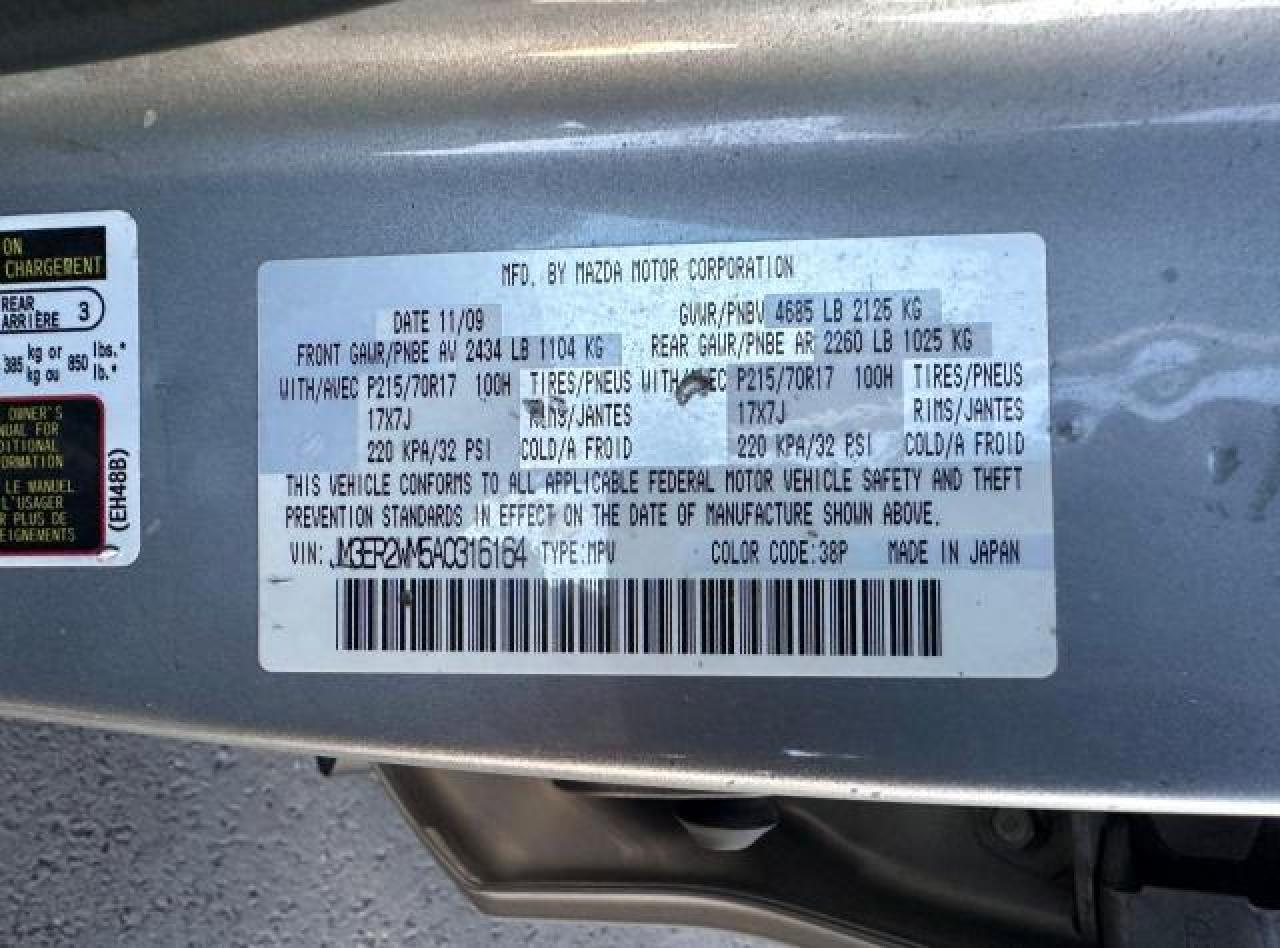 ON
CHARGEMENT
REAR
ARRIÈRE 3
385 kg or 850 lbs.*
kg ou lb.*
OWNER'S
FOR
LE MANUEL
PLUS DE
(EH48B)
MFD. BY MAZDA MOTOR CORPORATION
DATE 11/09 GVWR/PNBV 4685 LB 2125 KG
FRONT GAWR/PNBE AV 2434 LB 1104 KG REAR GAWR/PNBE AR 2260 LB 1025 KG
WITH/AVEC P215/70R17 100H TIRES/PNEUS WITH/AVEC P215/70R17 100H TIRES/PNEUS
17X7J RIMS/JANTES 17X7J RIMS/JANTES
220 KPA/32 PSI COLD/A FROID 220 KPA/32 PSI COLD/A FROID
THIS VEHICLE CONFORMS TO ALL APPLICABLE FEDERAL MOTOR VEHICLE SAFETY AND THEFT
PREVENTION STANDARDS IN EFFECT ON THE DATE OF MANUFACTURE SHOWN ABOVE.
VIN: JM3ER2WM5A0316164 TYPE:MPV COLOR CODE:38P MADE IN JAPAN